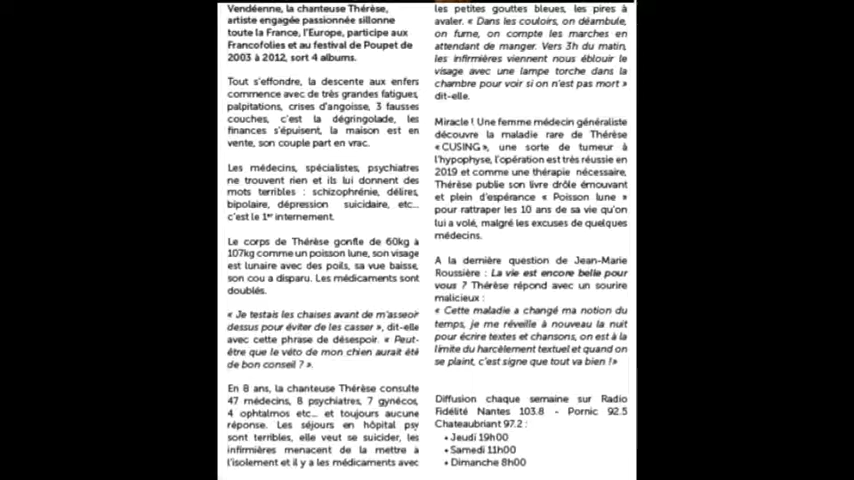 Vendéenne, la chanteuse Thérèse,
artiste engagée passionnée sillonne
toute la France, l'Europe, participe aux
Francofolies et au festival de Poupet de
2003 à 2012, sort 4 albums.
Tout s'effondre, la descente aux enfers
commence avec de très grandes fatigues,
palpitations, crises d'angoisse, 3 fausses
couches, c'est la dégringolade, les
finances s'épuisent, la maison est en
vente, son couple part en vrac.
Les médecins, spécialistes, psychiatres
ne trouvent rien et ils lui donnent des
mots terribles : schizophrénie, délires,
bipolaire, dépression suicidaire, etc...
c'est le 1er internement.
Le corps de Thérèse gonfle de 60kg à
107kg comme un poisson lune, son visage
est lunaire avec des poils, sa vue baisse,
son cou a disparu. Les médicaments sont
doublés.
« Je testais les chaises avant de m'asseoir
dessus pour éviter de les casser », dit-elle
avec cette phrase de désespoir. « Peut-
être que le véto de mon chien aurait été
de bon conseil ? ».
En 8 ans, la chanteuse Thérèse consulte
47 médecins, 8 psychiatres, 7 gynécos,
4 ophtalmos etc... et toujours aucune
réponse. Les séjours en hôpital psy
sont terribles, elle veut se suicider, les
infirmières menacent de la mettre à
l'isolement et il y a les médicaments avec
les petites gouttes bleues, les pires à
avaler. « Dans les couloirs, on déambule,
on fume, on compte les marches en
attendant de manger. Vers 3h du matin,
les infirmières viennent nous éblouir le
visage avec une lampe torche dans la
chambre pour voir si on n'est pas mort »
dit-elle.
Miracle ! Une femme médecin généraliste
découvre la maladie rare de Thérèse
« CUSING », une sorte de tumeur à
l'hypophyse, l'opération est très réussie en
2019 et comme une thérapie nécessaire,
Thérèse publie son livre drôle émouvant
et plein d'espérance « Poisson lune »
pour rattraper les 10 ans de sa vie qu'on
lui a volé, malgré les excuses de quelques
médecins.
A la dernière question de Jean-Marie
Roussière : La vie est encore belle pour
vous ? Thérèse répond avec un sourire
malicieux :
« Cette maladie a changé ma notion du
temps, je me réveille à nouveau la nuit
pour écrire textes et chansons, on est à la
limite du harcèlement textuel et quand on
se plaint, c'est signe que tout va bien !»
Diffusion chaque semaine sur Radio
Fidélité Nantes 103.8 - Pornic 92.5
Chateaubriant 97.2 :
• Jeudi 19h00
• Samedi 11h00
• Dimanche 8h00